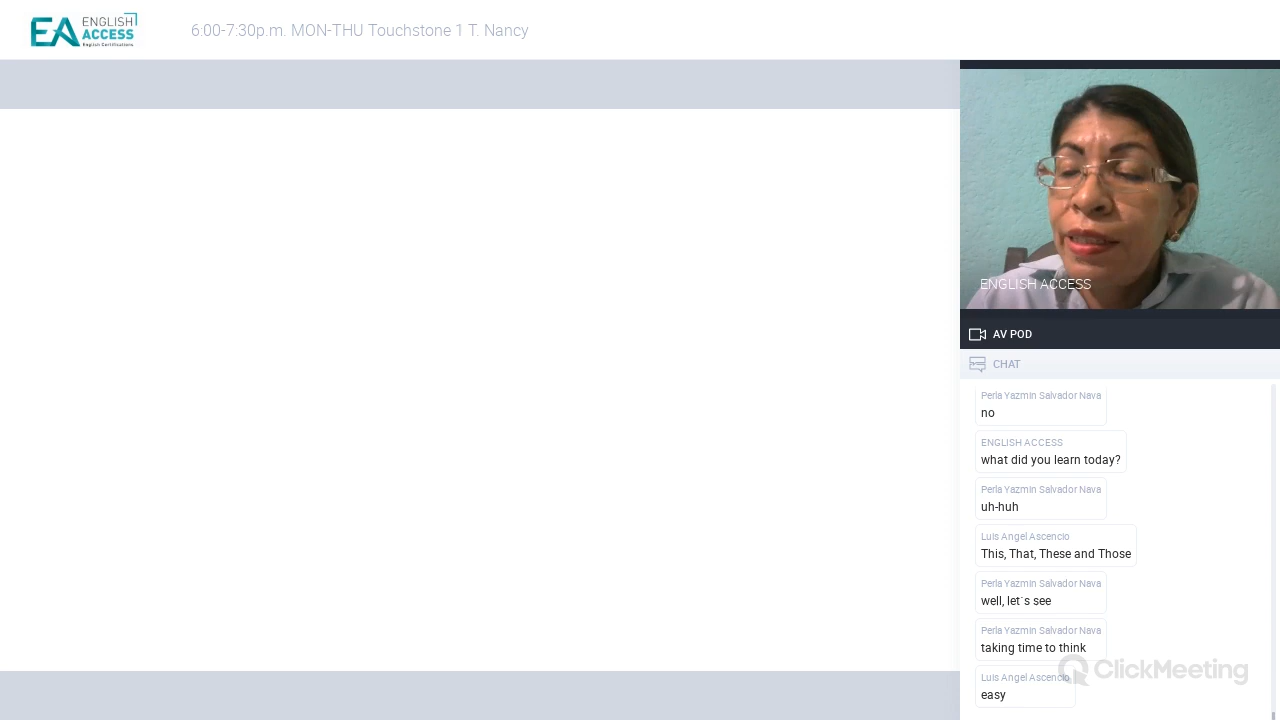 EA ENGLISH
ACCESS
English Certifications
6:00-7:30p.m. MON-THU Touchstone 1 T. Nancy
ENGLISH ACCESS
AV POD
CHAT
Perla Yazmin Salvador Nava
no
ENGLISH ACCESS
what did you learn today?
Perla Yazmin Salvador Nava
uh-huh
Luis Angel Ascencio
This, That, These and Those
Perla Yazmin Salvador Nava
well, let´s see
Perla Yazmin Salvador Nava
taking time to think
ClickMeeting
Luis Angel Ascencio
easy